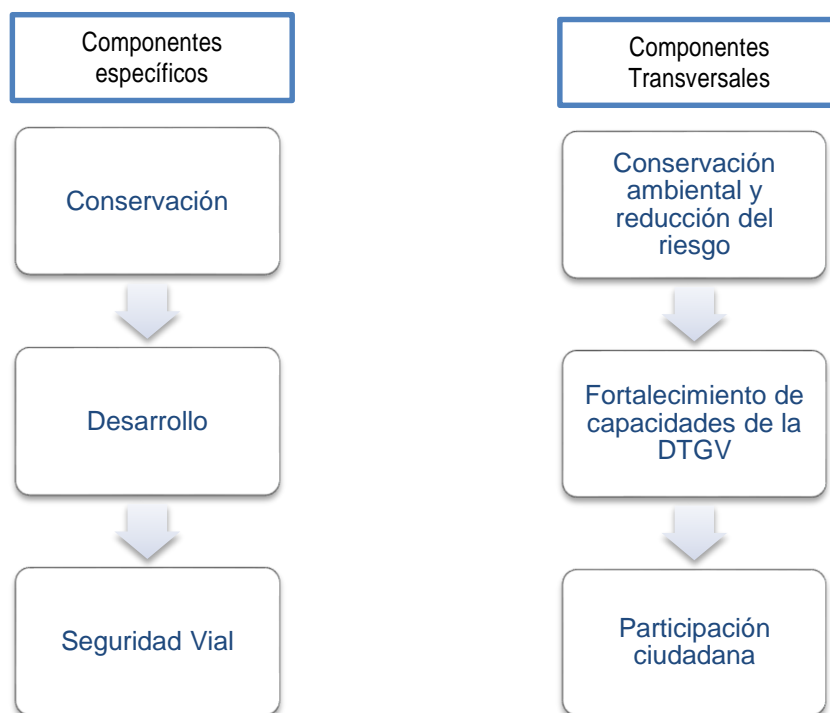 Componentes
específicos
Conservación
Desarrollo
Seguridad Vial
Componentes
Transversales
Conservación
ambiental y
reducción del
riesgo
Fortalecimiento de
capacidades de la
DTGV
Participación
ciudadana